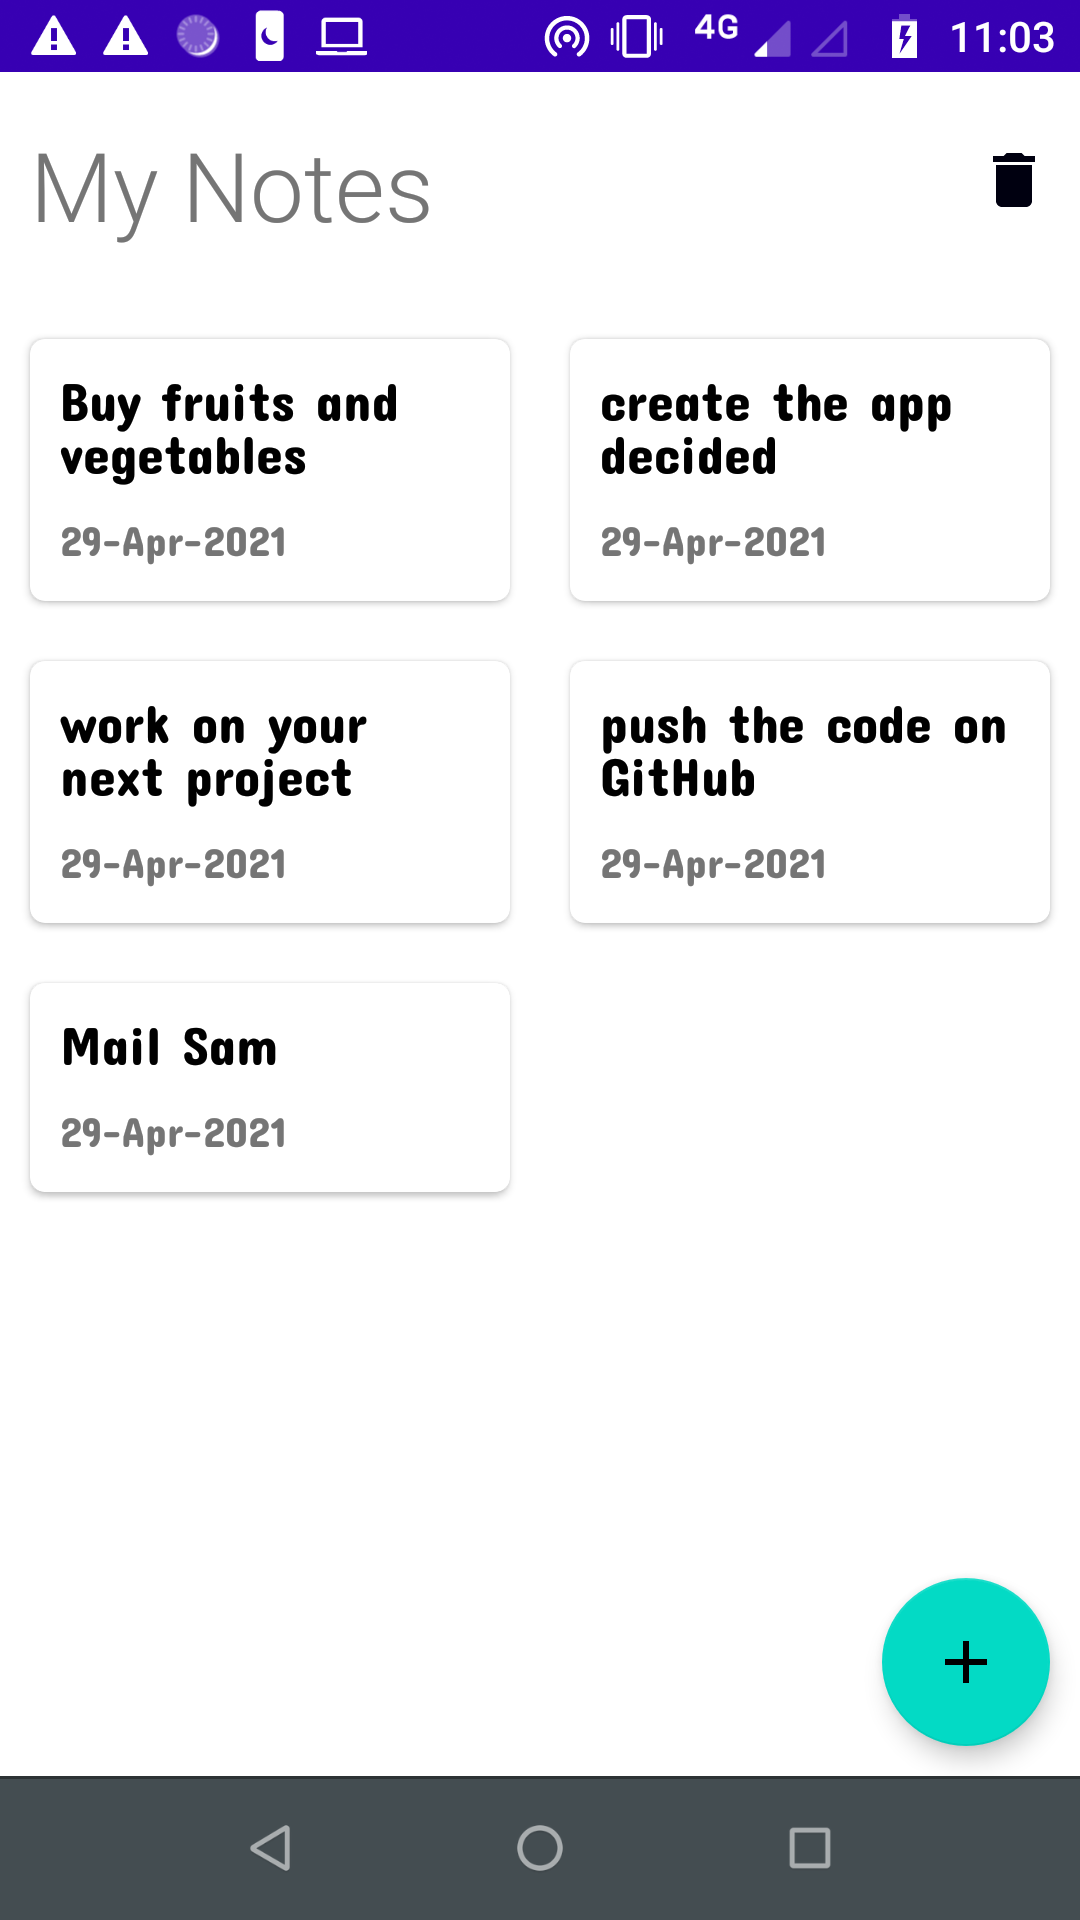 4G 11:03
My Notes
Buy fruits and
vegetables
29-Apr-2021
create the app
decided
29-Apr-2021
work on your
next project
29-Apr-2021
push the code on
GitHub
29-Apr-2021
Mail Sam
29-Apr-2021